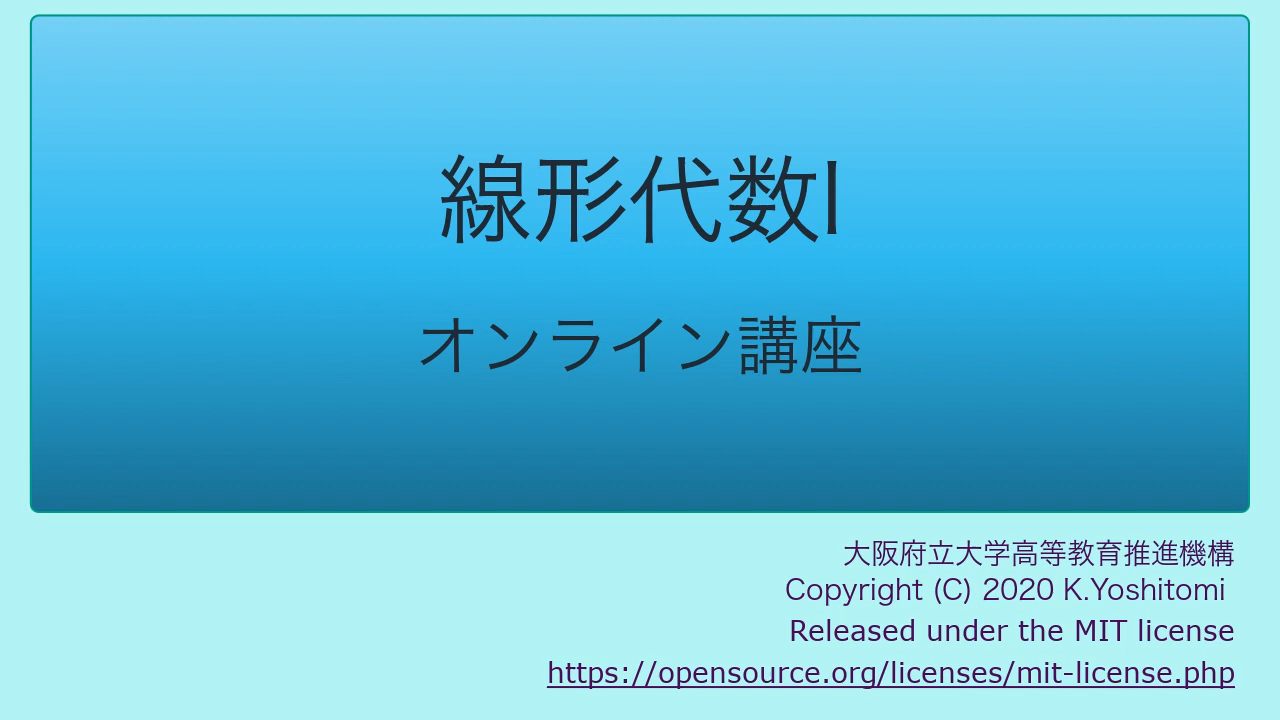 線形代数I
オンライン講座
大阪府立大学高等教育推進機構
Copyright (C) 2020 K.Yoshitomi
Released under the MIT license
https://opensource.org/licenses/mit-license.php